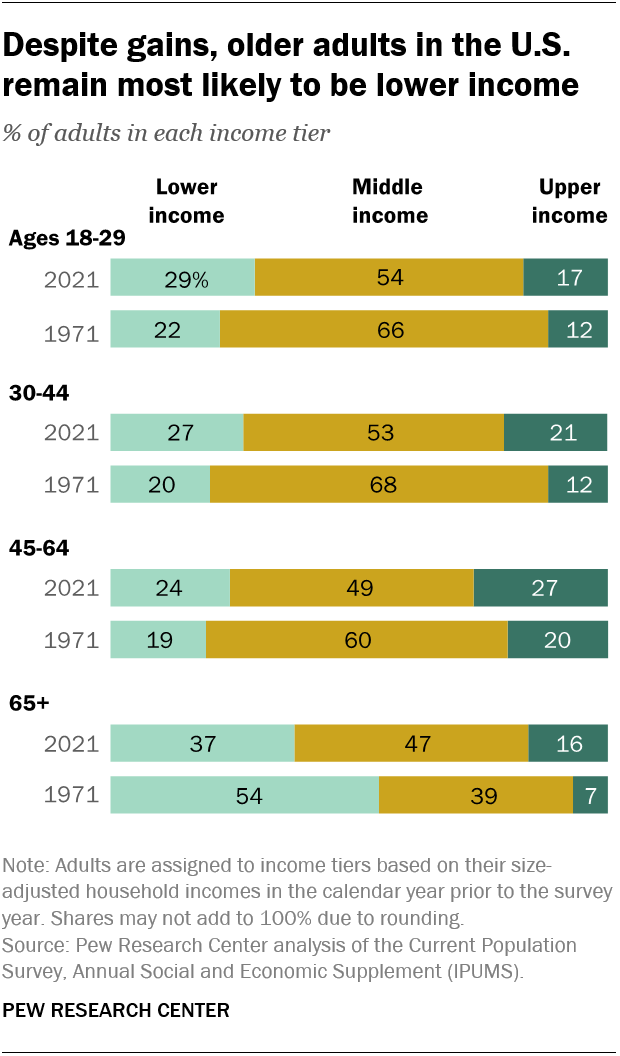 Despite gains, older adults in the U.S.
remain most likely to be lower income
% of adults in each income tier
Lower income Middle income Upper income
Ages 18-29
2021 29% 54 17
1971 22 66 12
30-44
2021 27 53 21
1971 20 68 12
45-64
2021 24 49 27
1971 19 60 20
65+
2021 37 47 16
1971 54 39 7
Note: Adults are assigned to income tiers based on their size-
adjusted household incomes in the calendar year prior to the survey
year. Shares may not add to 100% due to rounding.
Source: Pew Research Center analysis of the Current Population
Survey, Annual Social and Economic Supplement (IPUMS).
PEW RESEARCH CENTER